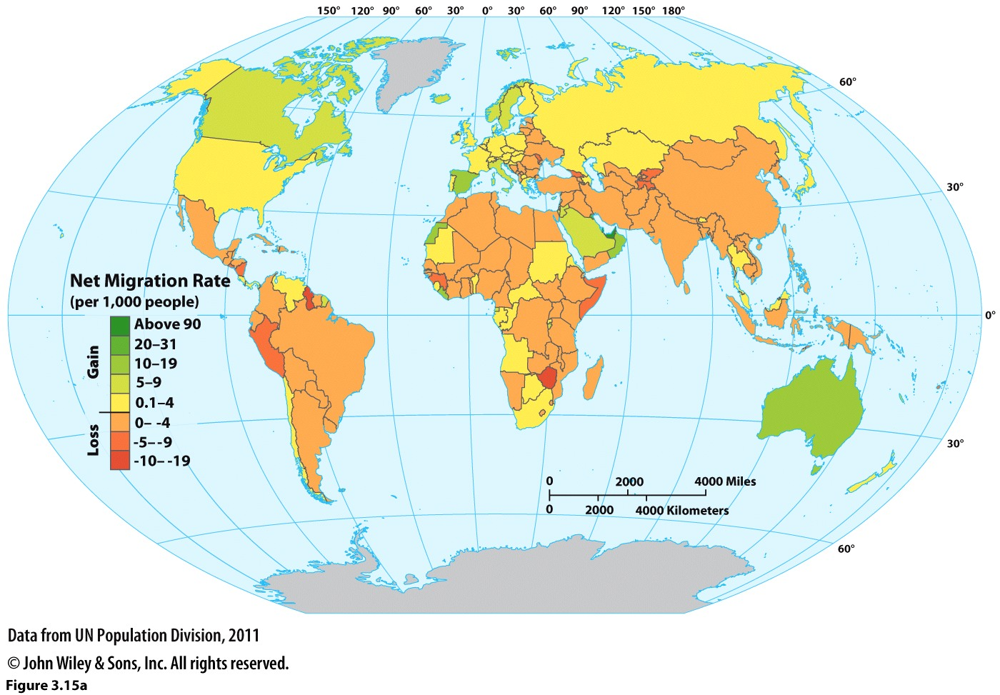 150° 120° 90° 60° 30° 0° 30° 60° 90° 120° 150° 180°
60°
30°
0°
30°
60°
Net Migration Rate
(per 1,000 people)
Gain
Above 90
20–31
10–19
5–9
0.1–4
Loss
0– -4
-5– -9
-10– -19
0 2000 4000 Miles
0 2000 4000 Kilometers
Data from UN Population Division, 2011
© John Wiley & Sons, Inc. All rights reserved.
Figure 3.15a